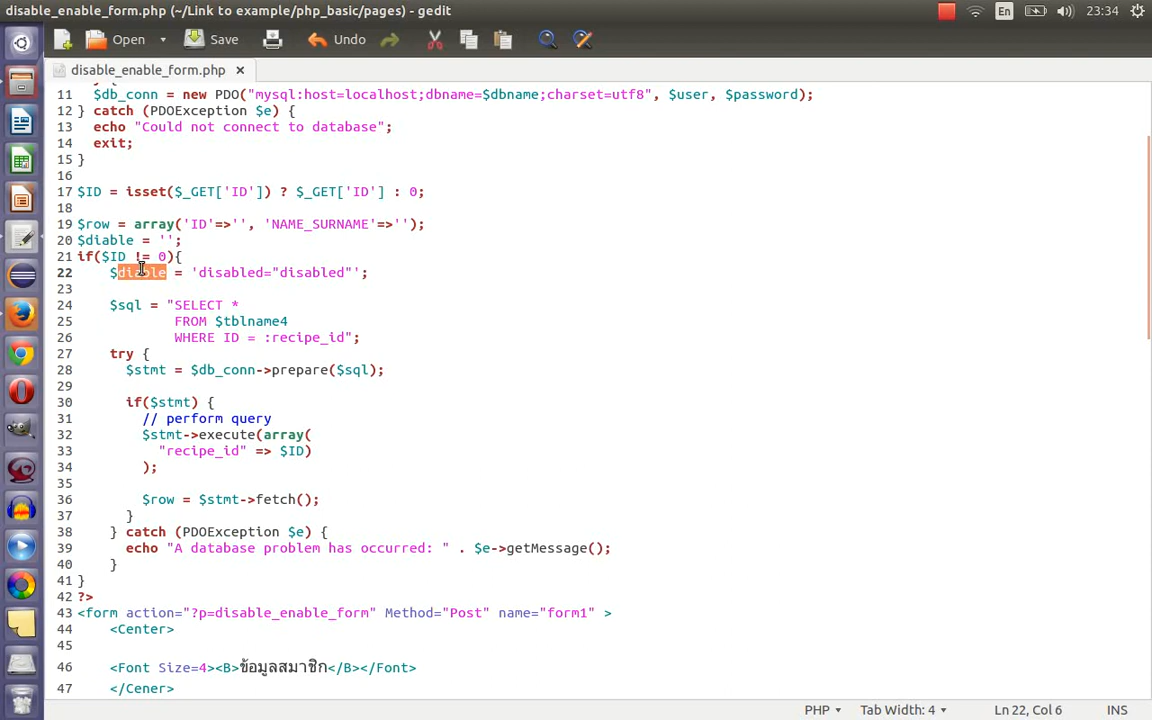 disable_enable_form.php (~/Link to example/php_basic/pages) - gedit
En
23:34
Open
Save
Undo
disable_enable_form.php
11 $db_conn = new PDO("mysql:host=localhost;dbname=$dbname;charset=utf8", $user, $password);
12 } catch (PDOException $e) {
13 echo "Could not connect to database";
14 exit;
15 }
16
17 $ID = isset($_GET['ID']) ? $_GET['ID'] : 0;
18
19 $row = array('ID'=>'', 'NAME_SURNAME'=>'');
20 $diable = '';
21 if($ID != 0){
22 $diable = 'disabled="disabled"';
23
24 $sql = "SELECT *
25 FROM $tblname4
26 WHERE ID = :recipe_id";
27 try {
28 $stmt = $db_conn->prepare($sql);
29
30 if($stmt) {
31 // perform query
32 $stmt->execute(array(
33 "recipe_id" => $ID)
34 );
35
36 $row = $stmt->fetch();
37 }
38 } catch (PDOException $e) {
39 echo "A database problem has occurred: " . $e->getMessage();
40 }
41 }
42 ?>
43 <form action="?p=disable_enable_form" Method="Post" name="form1" >
44 <Center>
45
46 <Font Size=4><B>ข้อมูลสมาชิก</B></Font>
47 </Cener>
PHP
Tab Width: 4
Ln 22, Col 6
INS